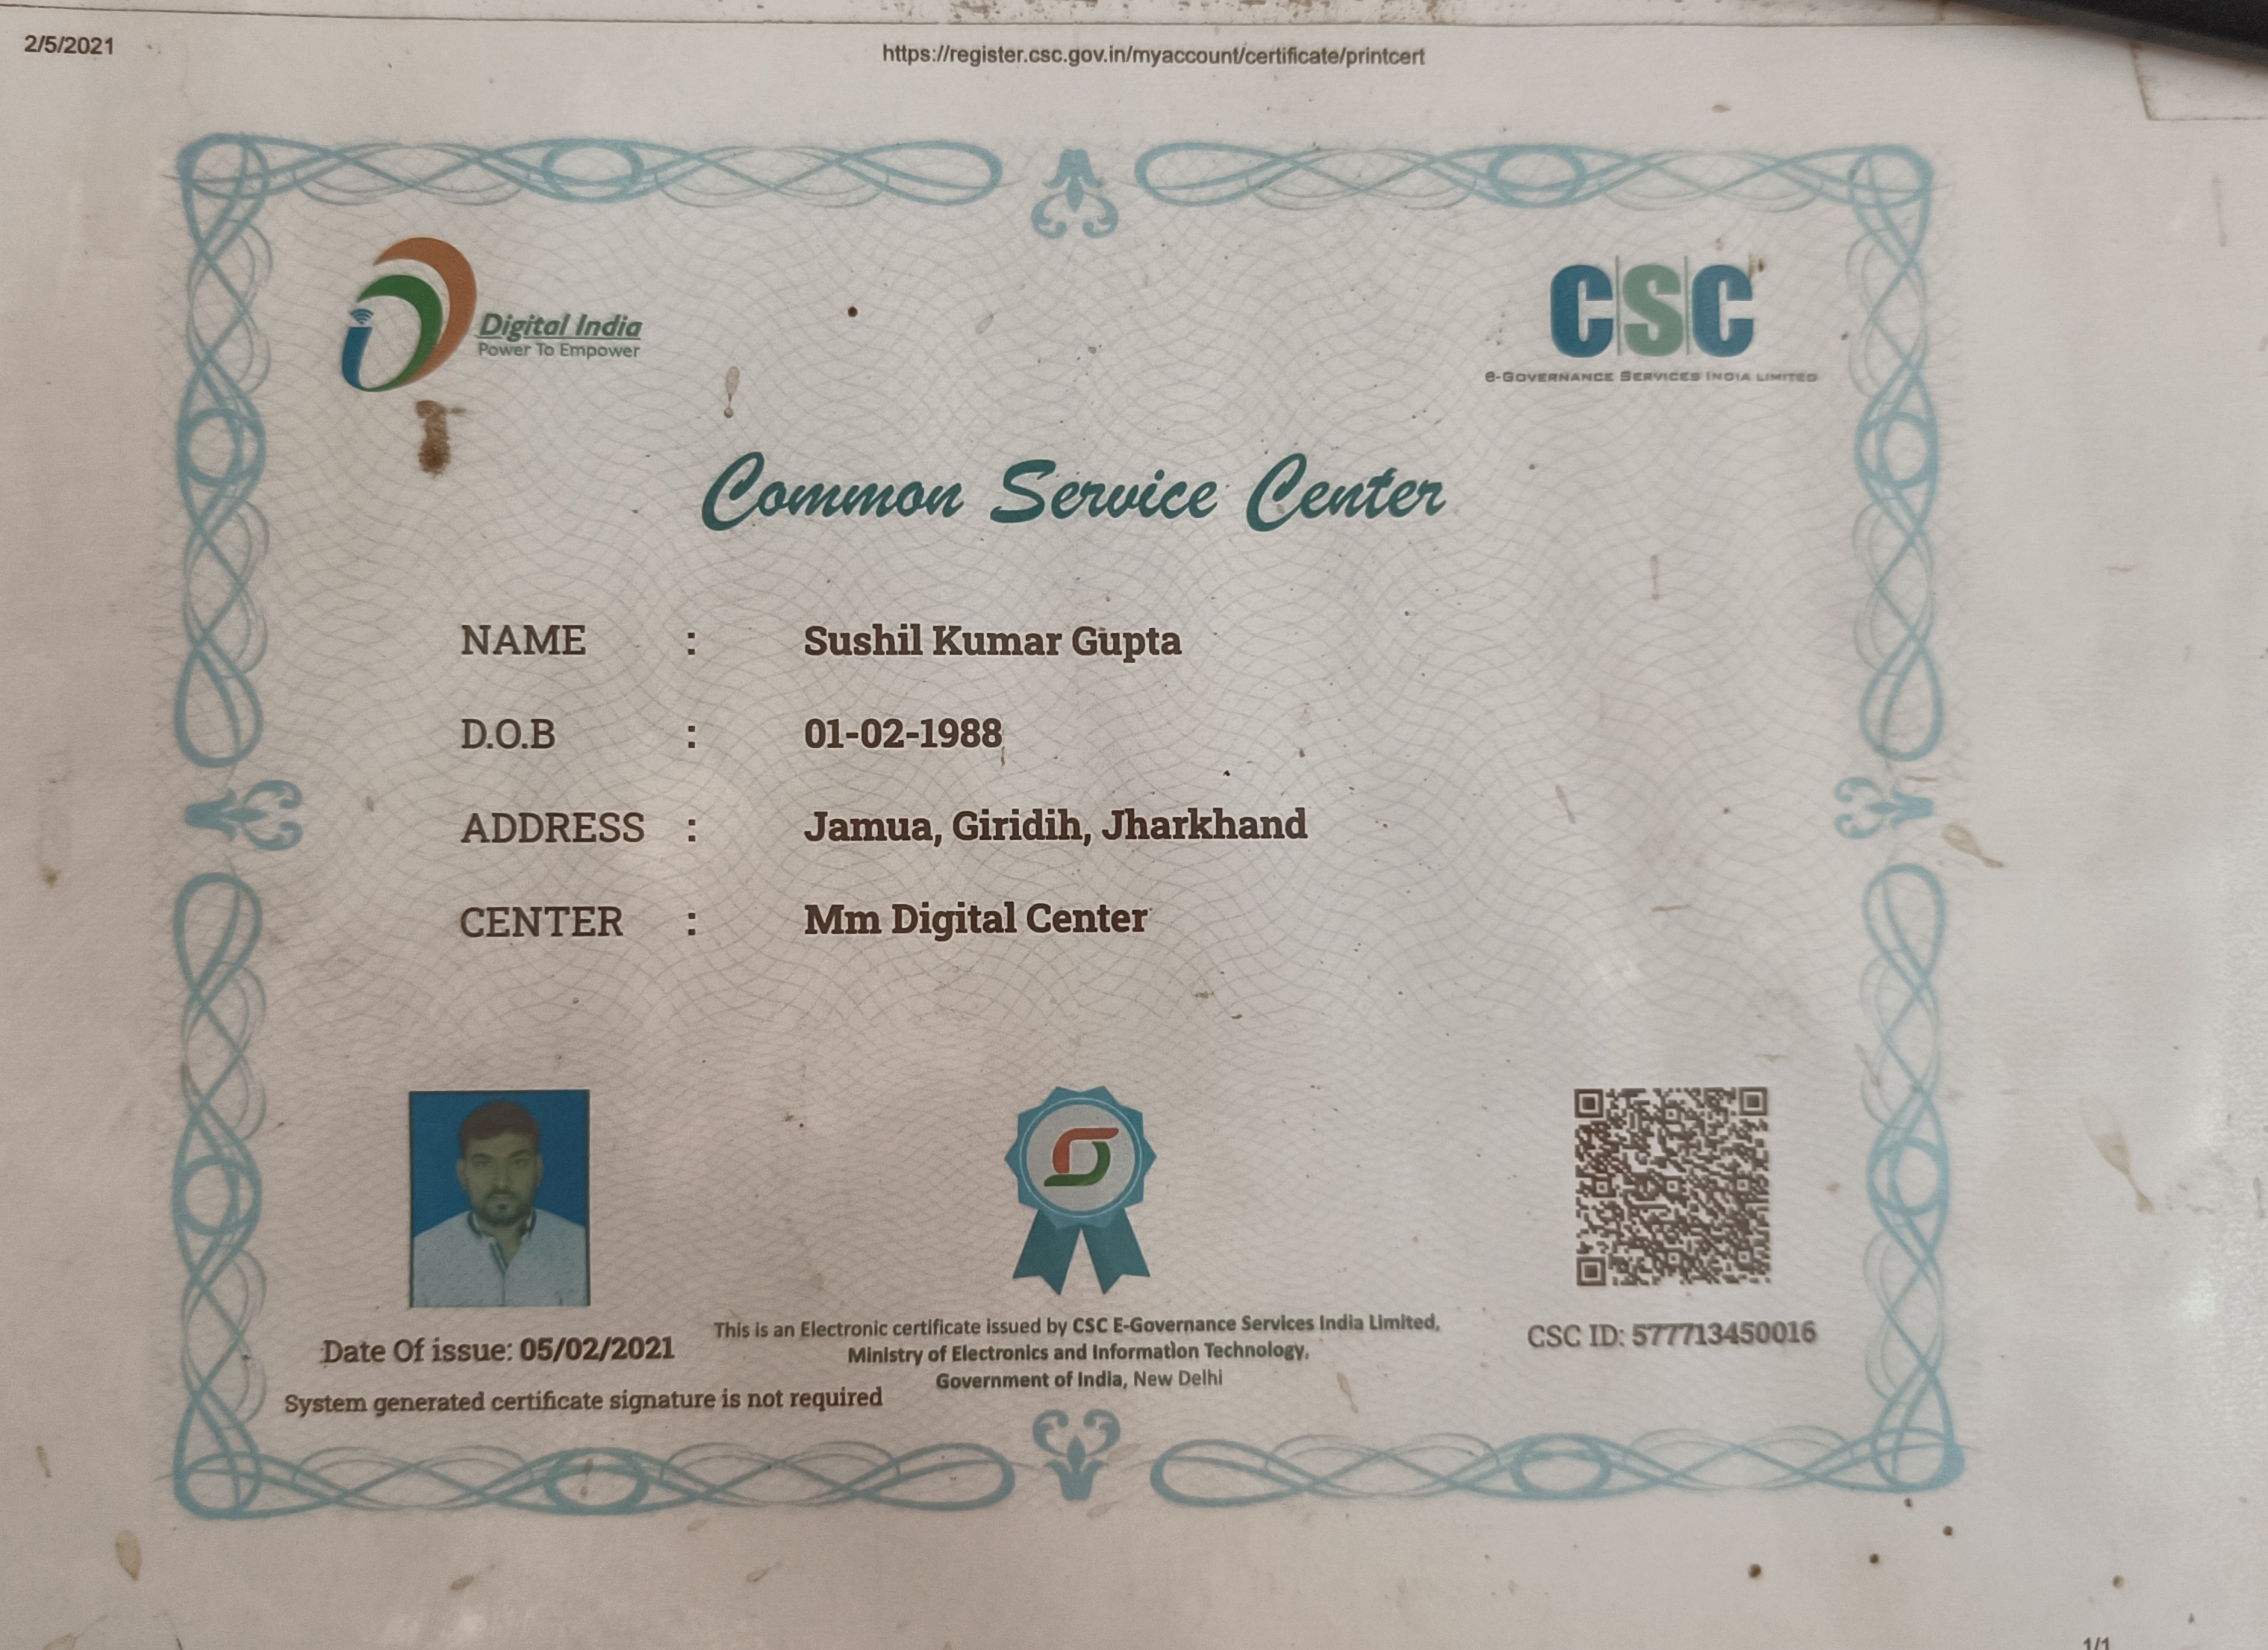 2/5/2021
https://register.csc.gov.in/myaccount/certificate/printcert
Digital India
Power To Empower
CSC
e-Governance Services India Limited
Common Service Center
NAME : Sushil Kumar Gupta
D.O.B : 01-02-1988
ADDRESS : Jamua, Giridih, Jharkhand
CENTER : Mm Digital Center
Date Of issue: 05/02/2021
System generated certificate signature is not required
This is an Electronic certificate issued by CSC E-Governance Services India Limited,
Ministry of Electronics and Information Technology,
Government of India, New Delhi
CSC ID: 577713450016
1/1